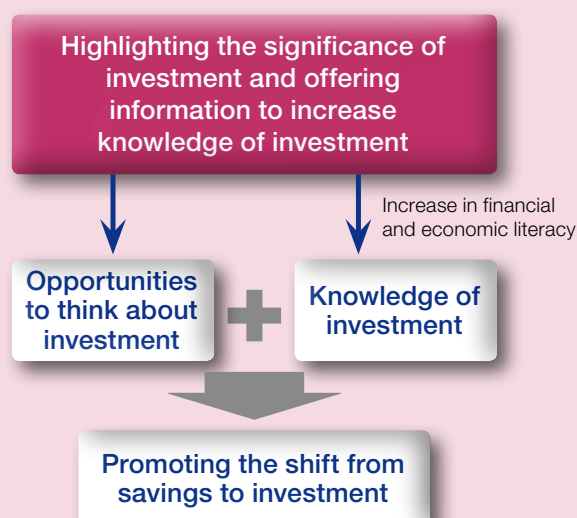 Highlighting the significance of
investment and offering
information to increase
knowledge of investment
Increase in financial
and economic literacy
Opportunities
to think about
investment
Knowledge of
investment
Promoting the shift from
savings to investment